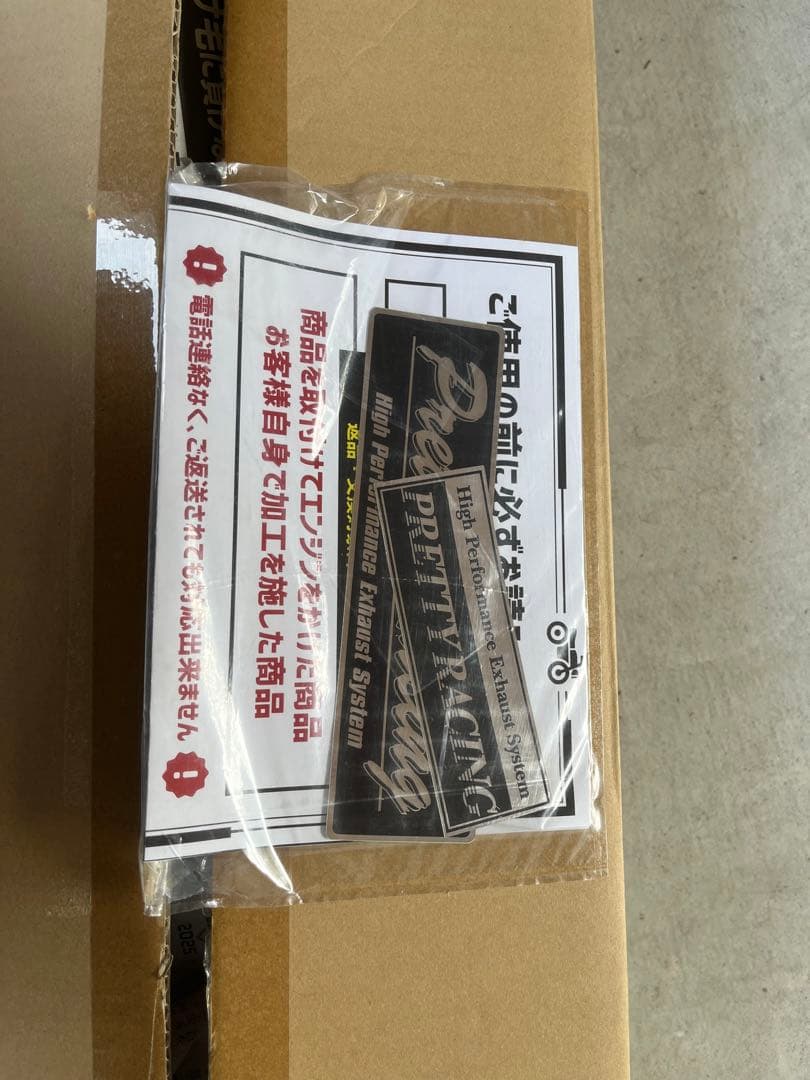 ご使用の前に必ずお読
返品
商品を取付けてエンジンをかけた商品
お客様自身で加工を施した商品
電話連絡なく、ご返送されても対応出来ません
High Performance Exhaust System
High Performance Exhaust System
PRETTY RACING
2025